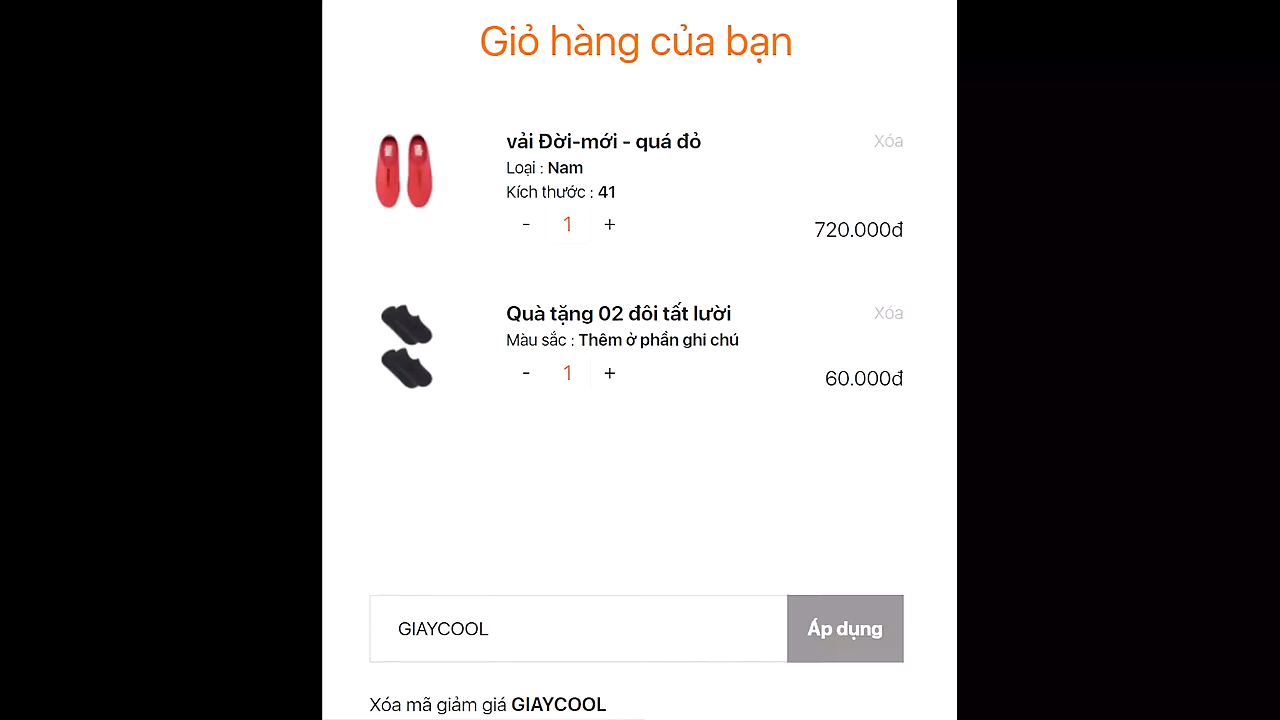 Giỏ hàng của bạn
vải Đời-mới - quá đỏ
Xóa
Loại : Nam
Kích thước : 41
- 1 +
720.000đ
Quà tặng 02 đôi tất lười
Xóa
Màu sắc : Thêm ở phần ghi chú
- 1 +
60.000đ
GIAYCOOL
Áp dụng
Xóa mã giảm giá GIAYCOOL